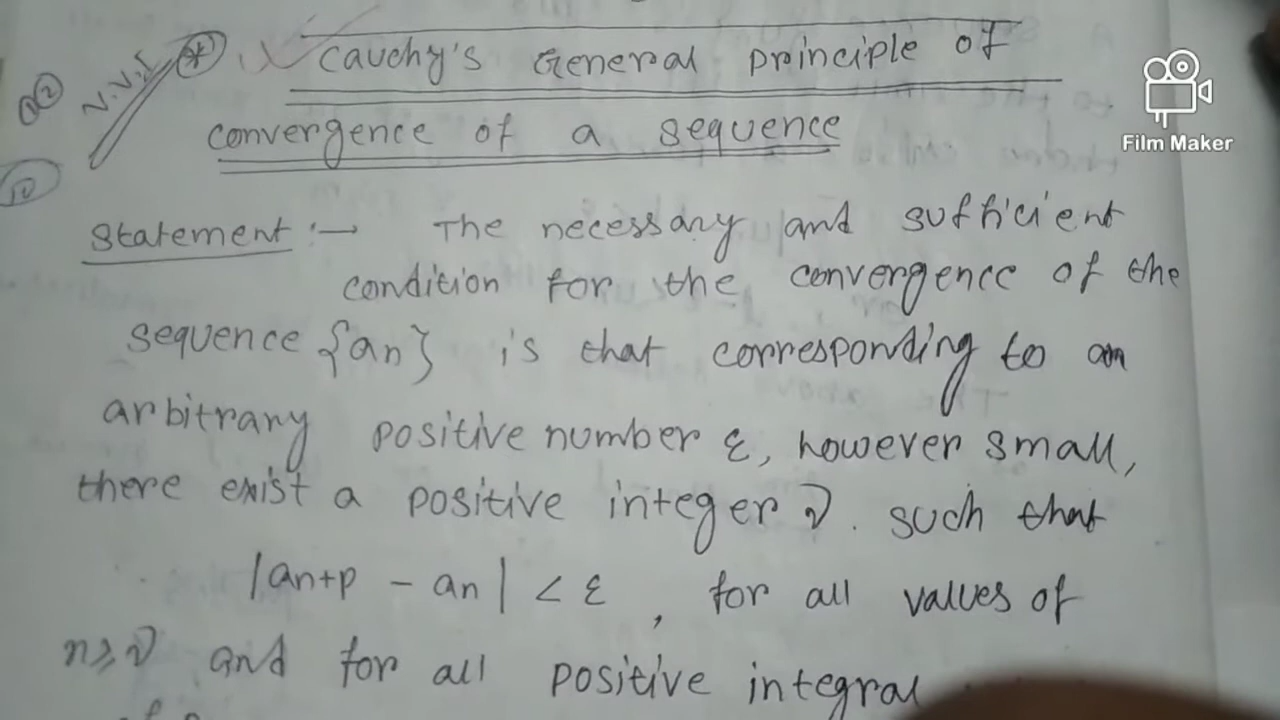 Cauchy's General principle of
convergence of a sequence
Q2
V.V.I
10
Film Maker
Statement :→ The necessary and sufficient
condition for the convergence of the
sequence {an} is that corresponding to an
arbitrary positive number ε, however small,
there exist a positive integer ν. such that
|an+p - an| < ε, for all values of
n≥ν and for all positive integral